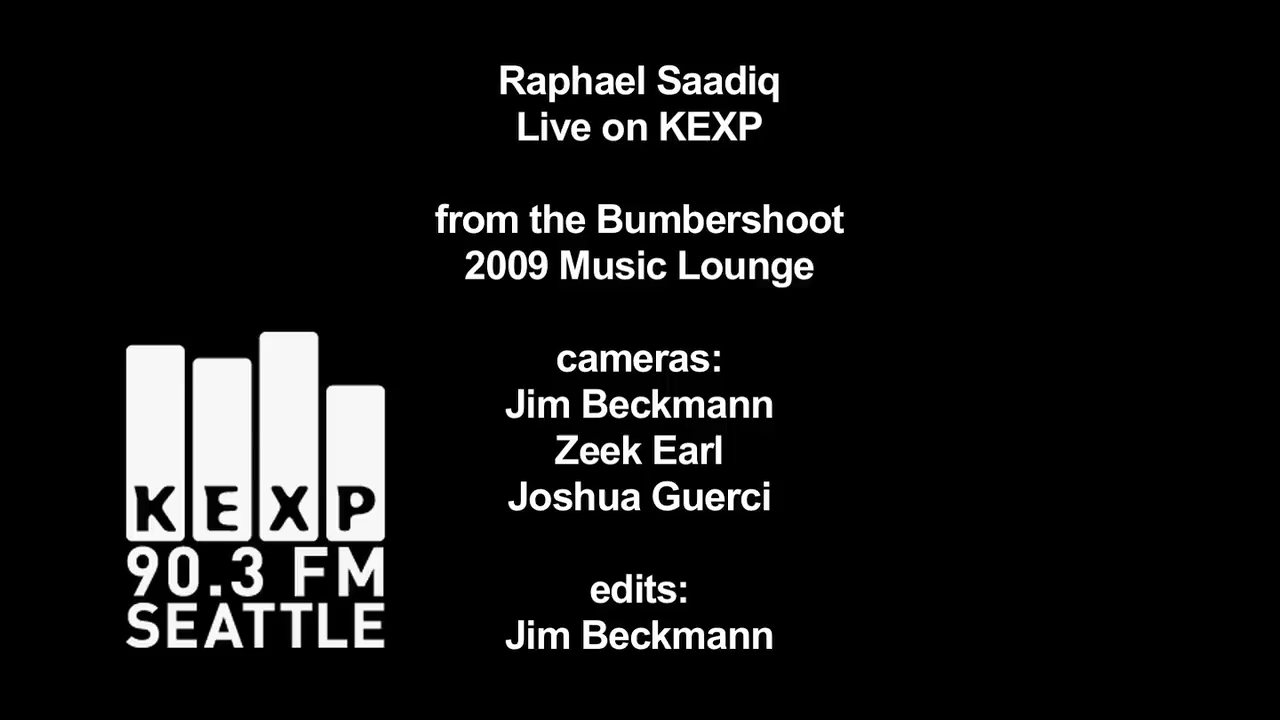 Raphael Saadiq
Live on KEXP
from the Bumbershoot
2009 Music Lounge
cameras:
Jim Beckmann
Zeek Earl
Joshua Guerci
edits:
Jim Beckmann
KEXP
90.3 FM
SEATTLE